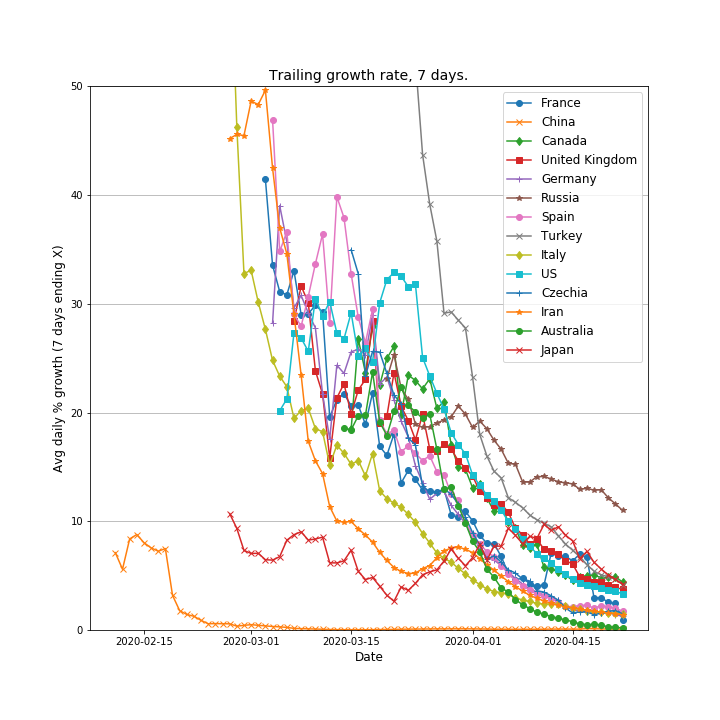 Trailing growth rate, 7 days.
Avg daily % growth (7 days ending X)
50
40
30
20
10
0
France
China
Canada
United Kingdom
Germany
Russia
Spain
Turkey
Italy
US
Czechia
Iran
Australia
Japan
2020-02-15
2020-03-01
2020-03-15
2020-04-01
2020-04-15
Date